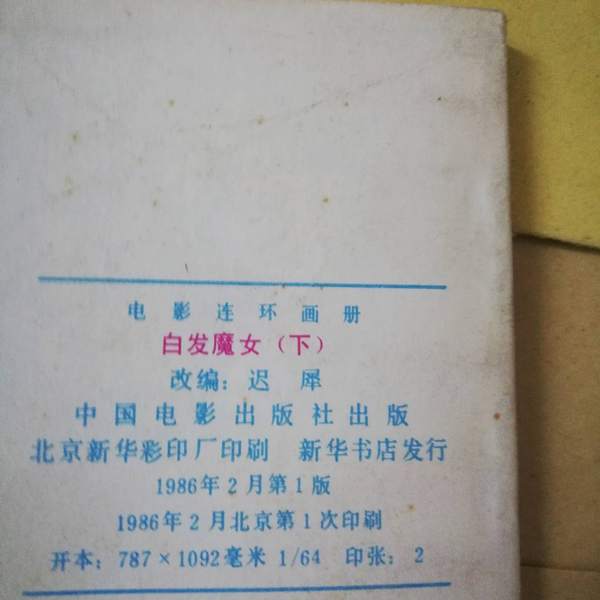 电影连环画册
白发魔女（下）
改编：迟犀
中国电影出版社出版
北京新华彩印厂印刷　新华书店发行
1986年2月第1版
1986年2月北京第1次印刷
开本：787×1092毫米1/64　印张：2